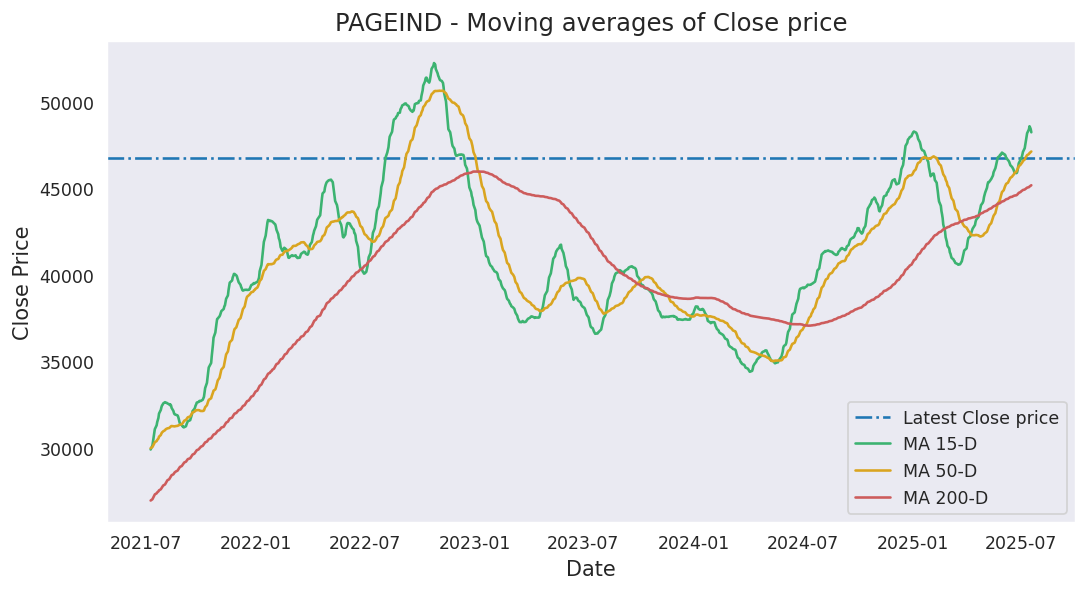 PAGEIND - Moving averages of Close price
Close Price
50000
45000
40000
35000
30000
Latest Close price
MA 15-D
MA 50-D
MA 200-D
2021-07 2022-01 2022-07 2023-01 2023-07 2024-01 2024-07 2025-01 2025-07
Date